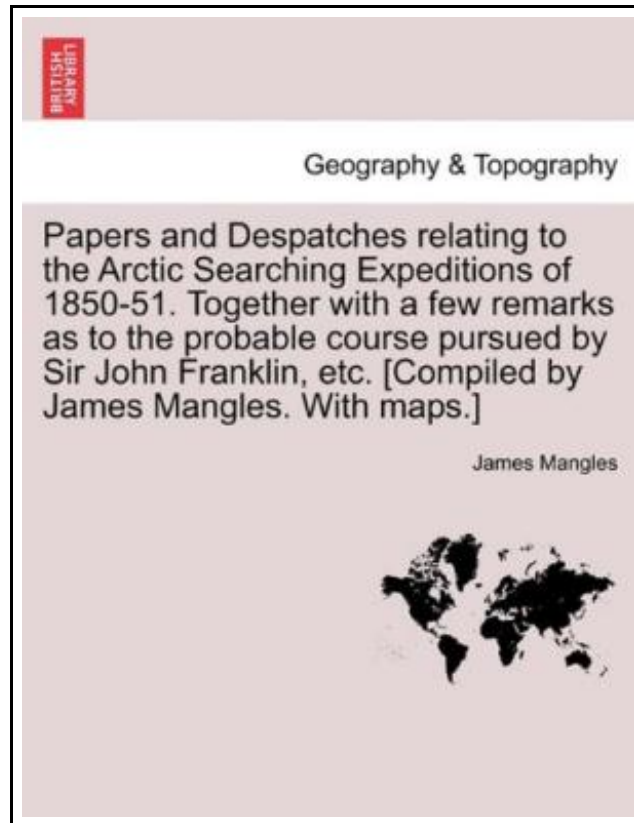 BRITISH
LIBRARY
Geography & Topography
Papers and Despatches relating to
the Arctic Searching Expeditions of
1850-51. Together with a few remarks
as to the probable course pursued by
Sir John Franklin, etc. [Compiled by
James Mangles. With maps.]
James Mangles